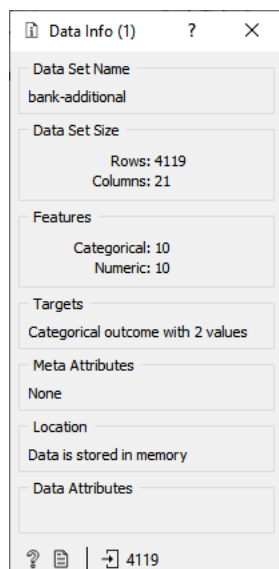 Data Info (1) ?
Data Set Name
bank-additional
Data Set Size
Rows: 4119
Columns: 21
Features
Categorical: 10
Numeric: 10
Targets
Categorical outcome with 2 values
Meta Attributes
None
Location
Data is stored in memory
Data Attributes
? 4119